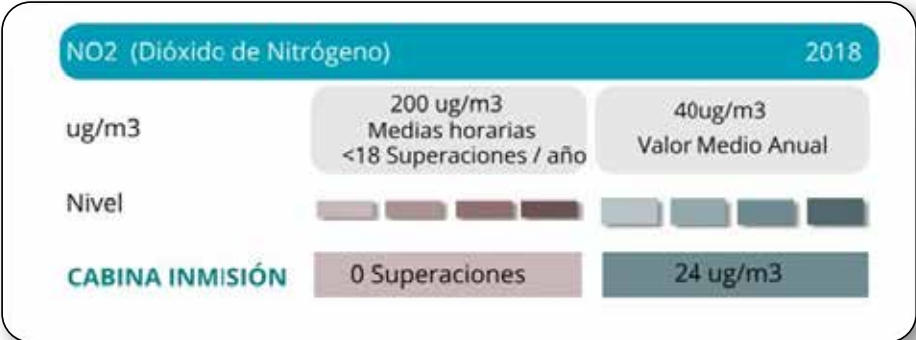 NO2 (Dióxido de Nitrógeno) 2018
ug/m3
200 ug/m3
Medias horarias
<18 Superaciones / año
40ug/m3
Valor Medio Anual
Nivel
CABINA INMISIÓN 0 Superaciones 24 ug/m3